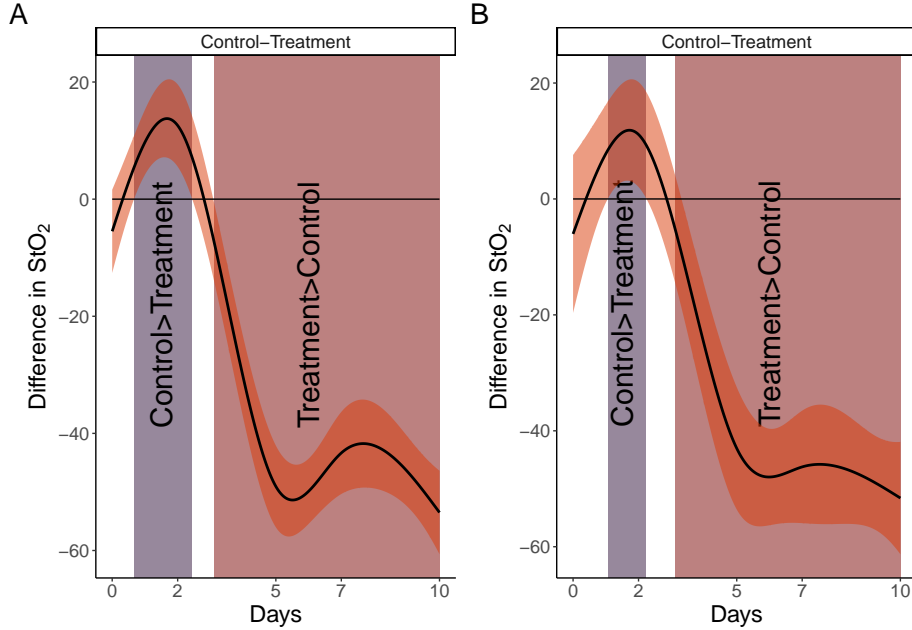 A
Control−Treatment
20
0
−20
−40
−60
Difference in StO₂
Control>Treatment
Treatment>Control
0
2
5
7
10
Days
B
Control−Treatment
20
0
−20
−40
−60
Difference in StO₂
Control>Treatment
Treatment>Control
0
2
5
7
10
Days